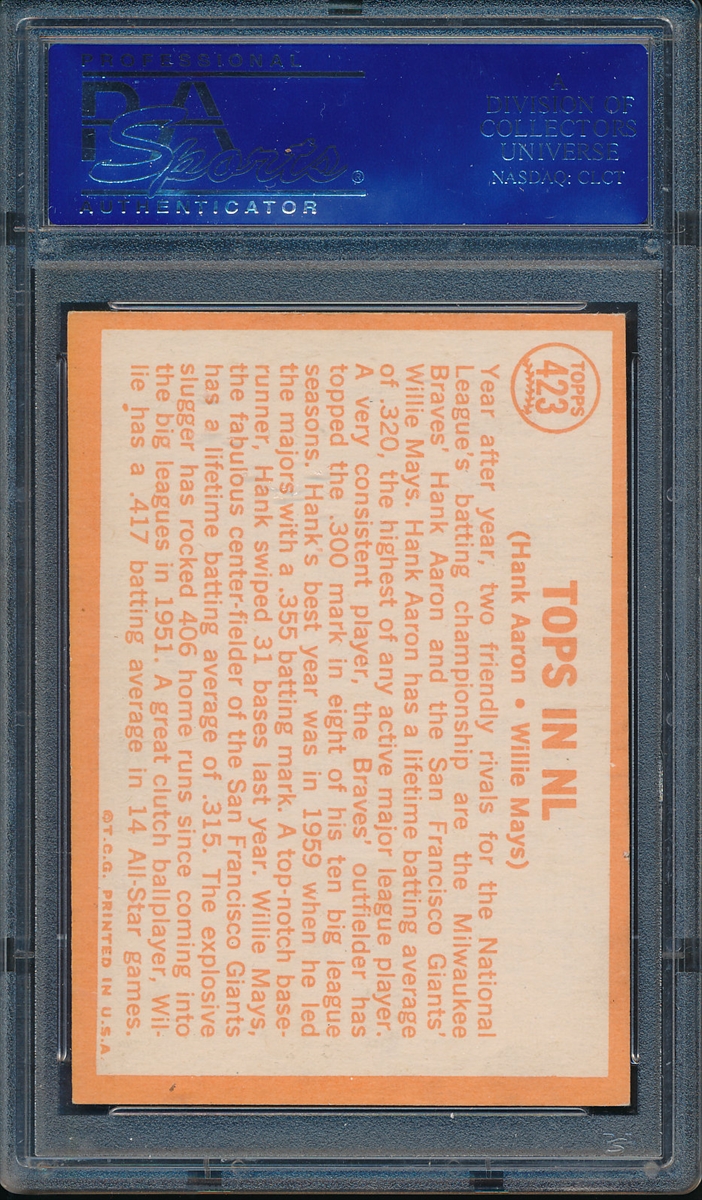 PROFESSIONAL
PSA
Sports®
AUTHENTICATOR
A
DIVISION OF
COLLECTORS
UNIVERSE
NASDAQ: CLCT
TOPPS
423
TOPS IN NL
(Hank Aaron • Willie Mays)
Year after year, two friendly rivals for the National
League's batting championship are the Milwaukee
Braves' Hank Aaron and the San Francisco Giants'
Willie Mays. Hank Aaron has a lifetime batting average
of .320, the highest of any active major league player.
A very consistent player, the Braves' outfielder has
topped the .300 mark in eight of his ten big league
seasons. Hank's best year was in 1959 when he led
the majors with a .355 batting mark. A top-notch base-
runner, Hank swiped 31 bases last year. Willie Mays,
the fabulous center-fielder of the San Francisco Giants
has a lifetime batting average of .315. The explosive
slugger has rocked 406 home runs since coming into
the big leagues in 1951. A great clutch ballplayer, Wil-
lie has a .417 batting average in 14 All-Star games.
©T.C.G. PRINTED IN U.S.A.